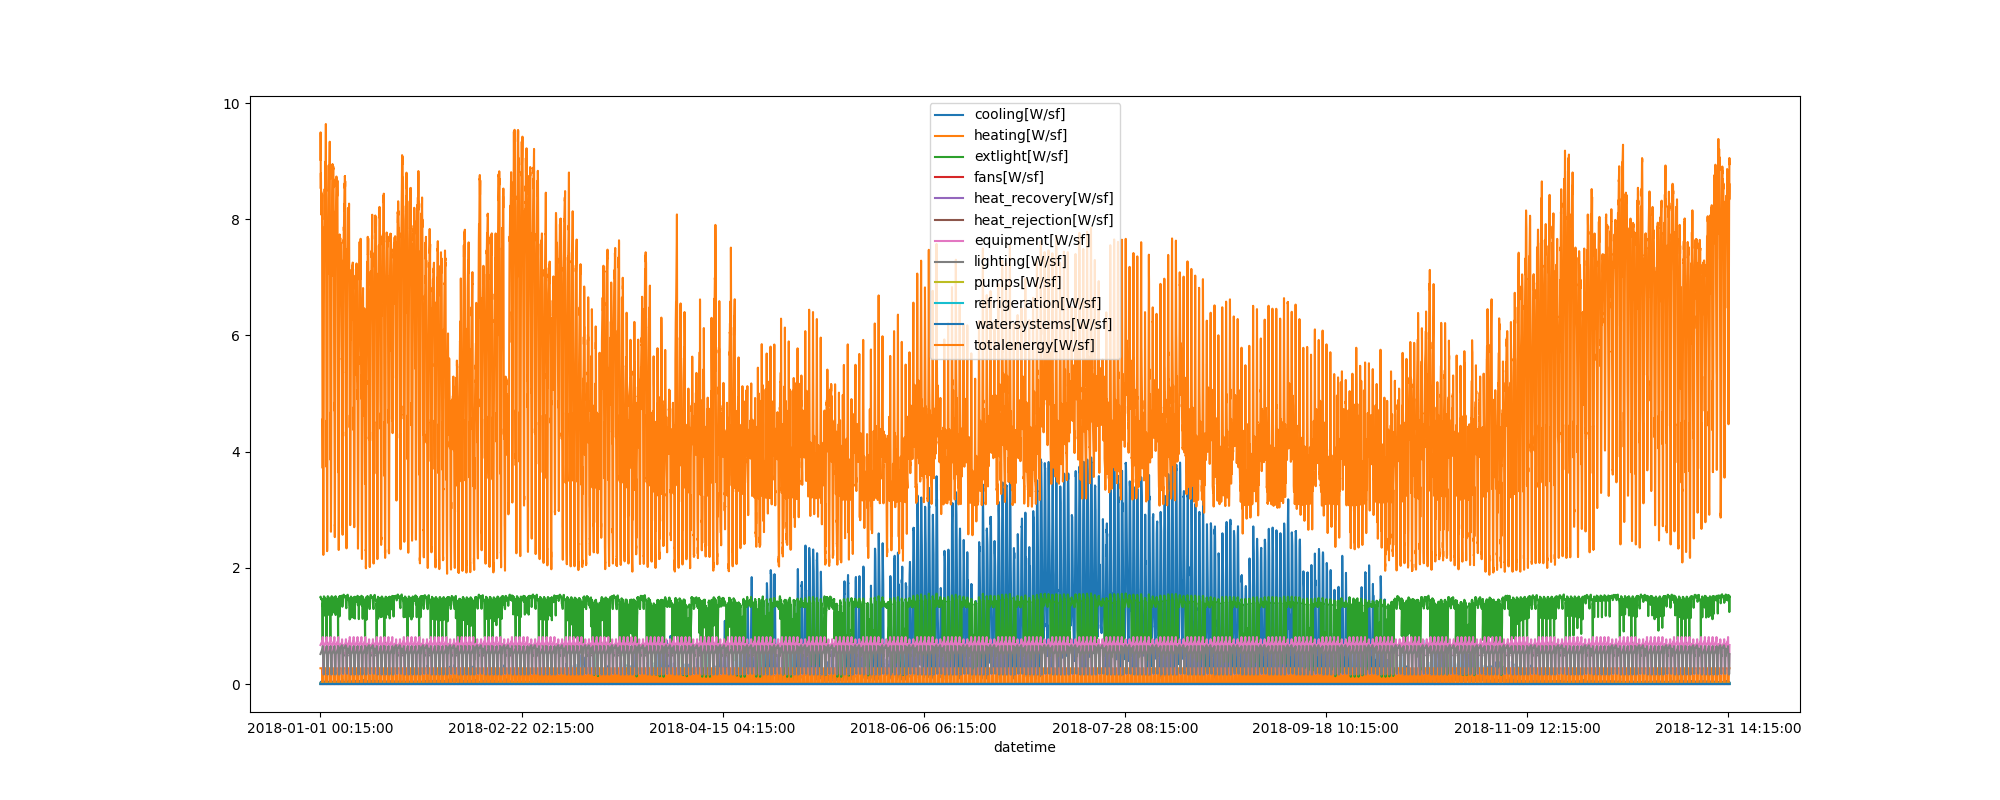 10
8
6
4
2
0
cooling[W/sf]
heating[W/sf]
extlight[W/sf]
fans[W/sf]
heat_recovery[W/sf]
heat_rejection[W/sf]
equipment[W/sf]
lighting[W/sf]
pumps[W/sf]
refrigeration[W/sf]
watersystems[W/sf]
totalenergy[W/sf]
2018-01-01 00:15:00 2018-02-22 02:15:00 2018-04-15 04:15:00 2018-06-06 06:15:00 2018-07-28 08:15:00 2018-09-18 10:15:00 2018-11-09 12:15:00 2018-12-31 14:15:00
datetime